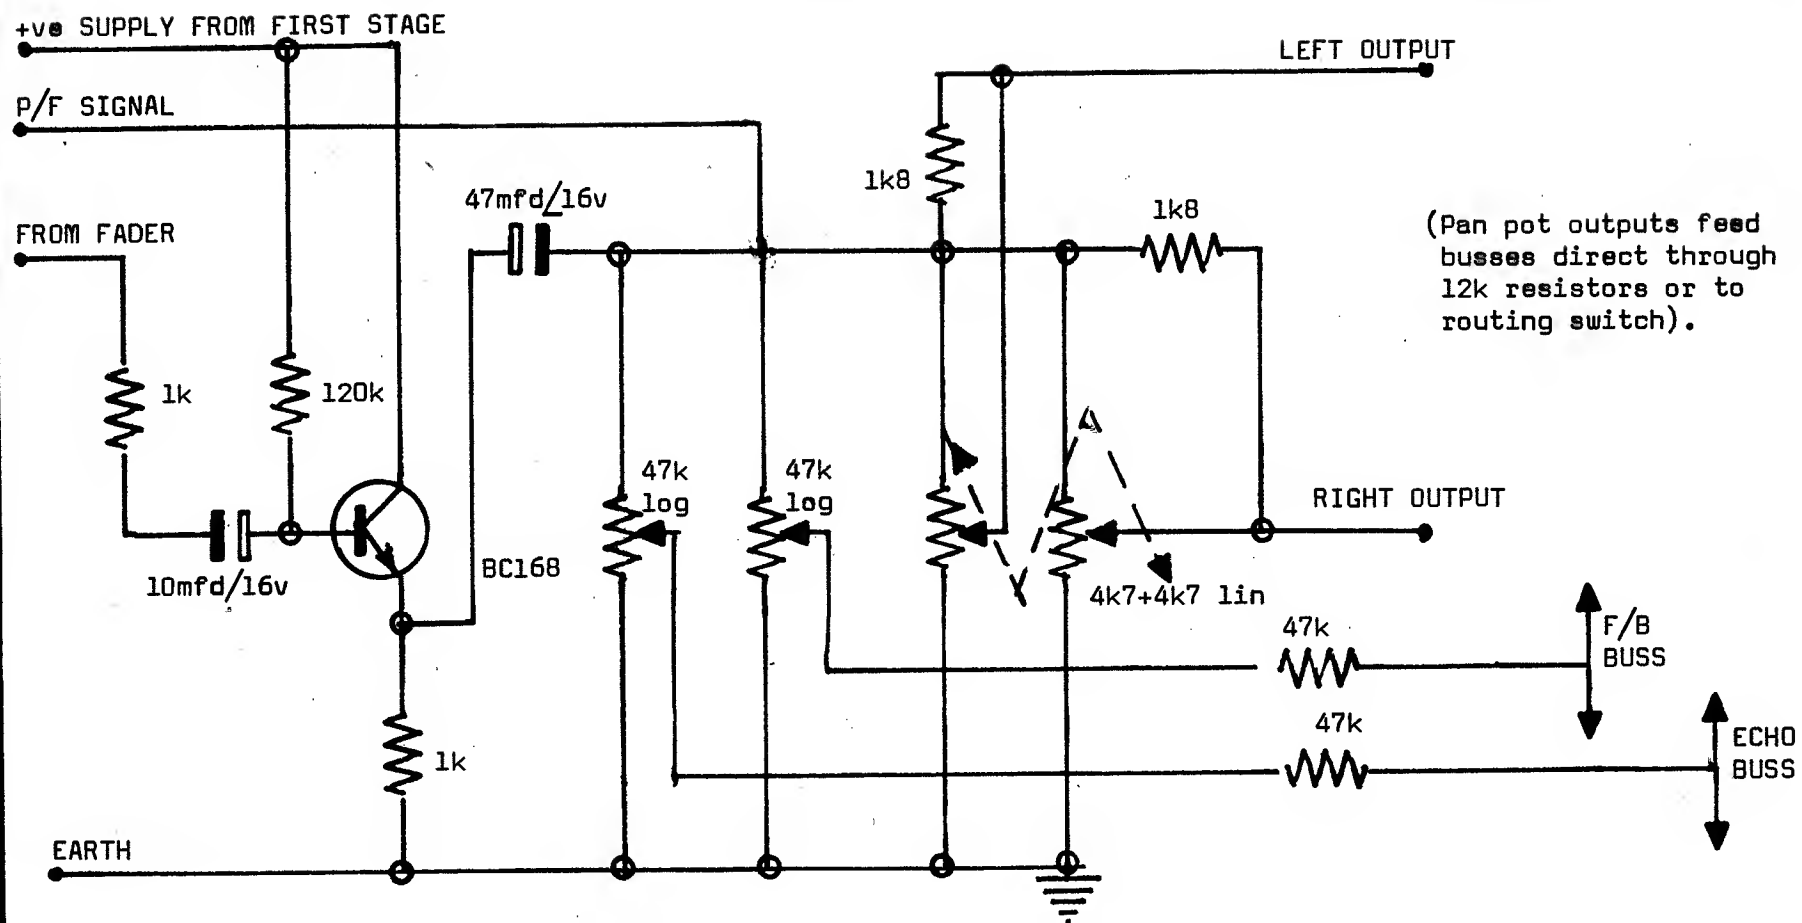 +ve SUPPLY FROM FIRST STAGE
LEFT OUTPUT
P/F SIGNAL
1k8
47mfd/16v
1k8
FROM FADER
(Pan pot outputs feed
busses direct through
12k resistors or to
routing switch).
1k
120k
47k
log
47k
log
RIGHT OUTPUT
BC168
10mfd/16v
4k7+4k7 lin
47k
F/B
BUSS
47k
ECHO
BUSS
1k
EARTH